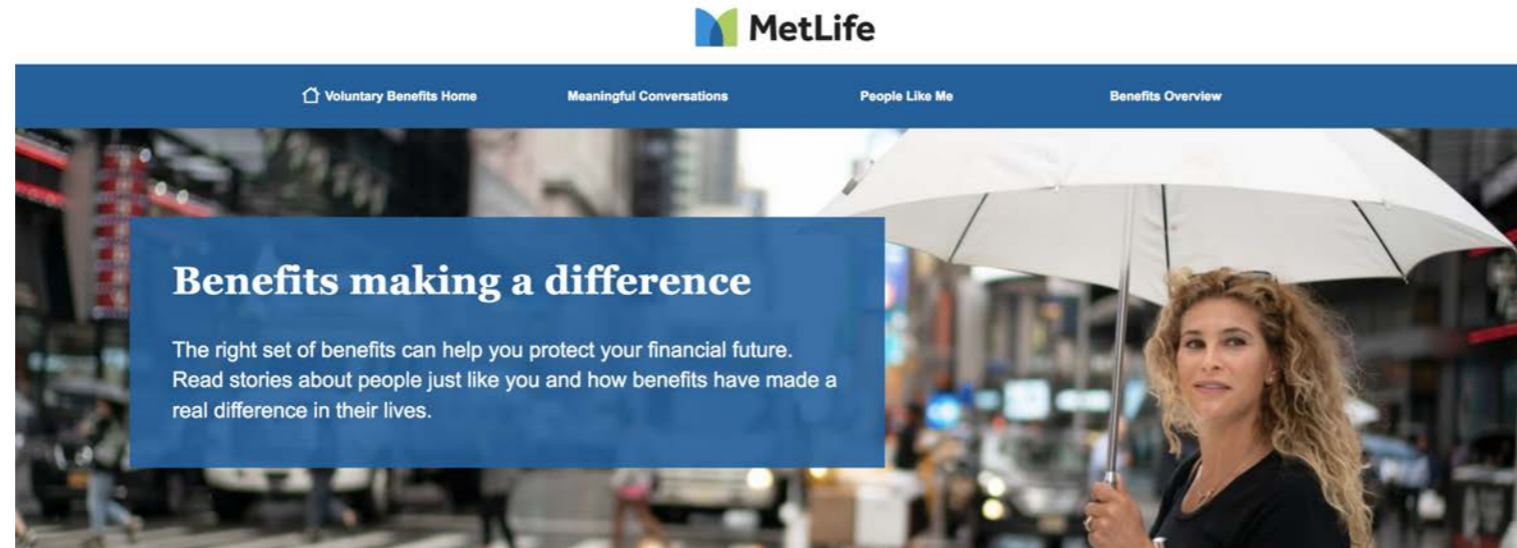 MetLife
Voluntary Benefits Home
Meaningful Conversations
People Like Me
Benefits Overview
Benefits making a difference
The right set of benefits can help you protect your financial future.
Read stories about people just like you and how benefits have made a
real difference in their lives.